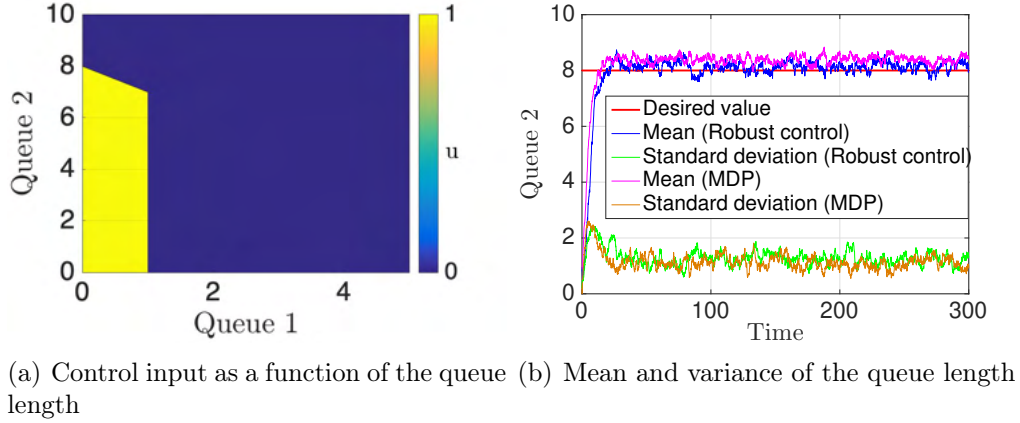 10
8
6
4
2
0
Queue 2
0
2
4
Queue 1
1
u
0
10
8
6
4
2
0
Queue 2
Desired value
Mean (Robust control)
Standard deviation (Robust control)
Mean (MDP)
Standard deviation (MDP)
0
100
200
300
Time
(a) Control input as a function of the queue length
(b) Mean and variance of the queue length